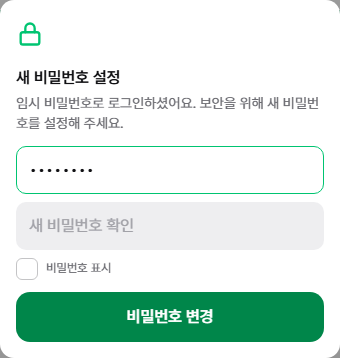 새 비밀번호 설정
임시 비밀번호로 로그인하셨어요. 보안을 위해 새 비밀번
호를 설정해 주세요.
••••••••
새 비밀번호 확인
비밀번호 표시
비밀번호 변경